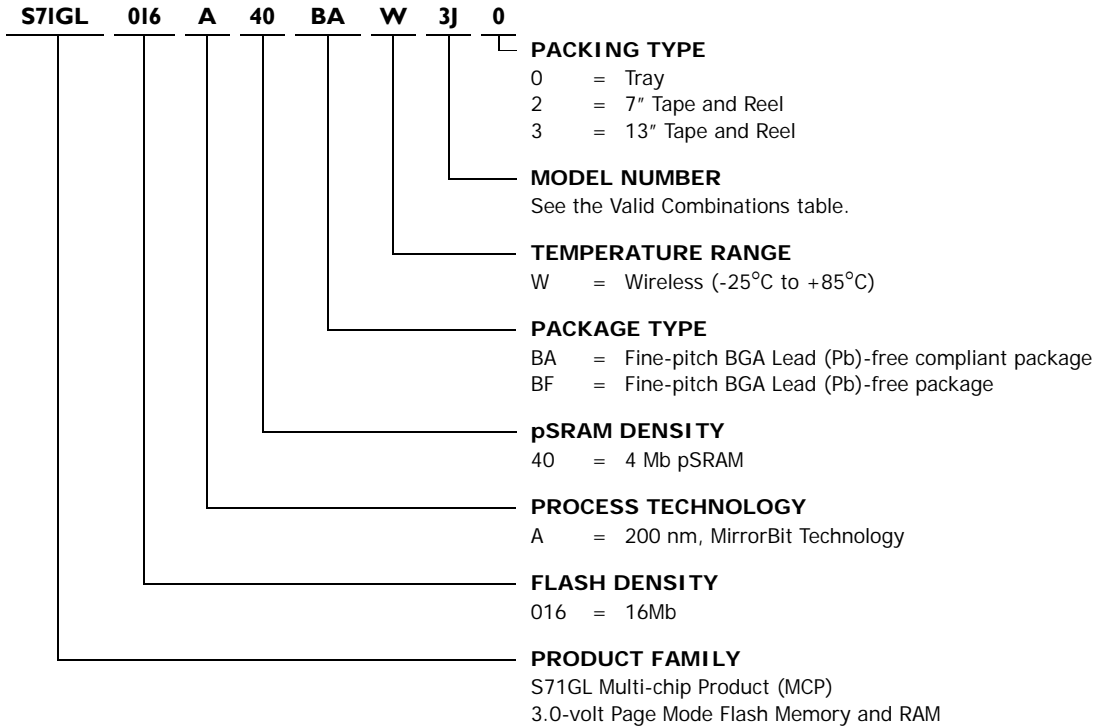 S71GL 016 A 40 BA W 3J 0
PACKING TYPE
0 = Tray
2 = 7″ Tape and Reel
3 = 13″ Tape and Reel
MODEL NUMBER
See the Valid Combinations table.
TEMPERATURE RANGE
W = Wireless (-25°C to +85°C)
PACKAGE TYPE
BA = Fine-pitch BGA Lead (Pb)-free compliant package
BF = Fine-pitch BGA Lead (Pb)-free package
pSRAM DENSITY
40 = 4 Mb pSRAM
PROCESS TECHNOLOGY
A = 200 nm, MirrorBit Technology
FLASH DENSITY
016 = 16Mb
PRODUCT FAMILY
S71GL Multi-chip Product (MCP)
3.0-volt Page Mode Flash Memory and RAM